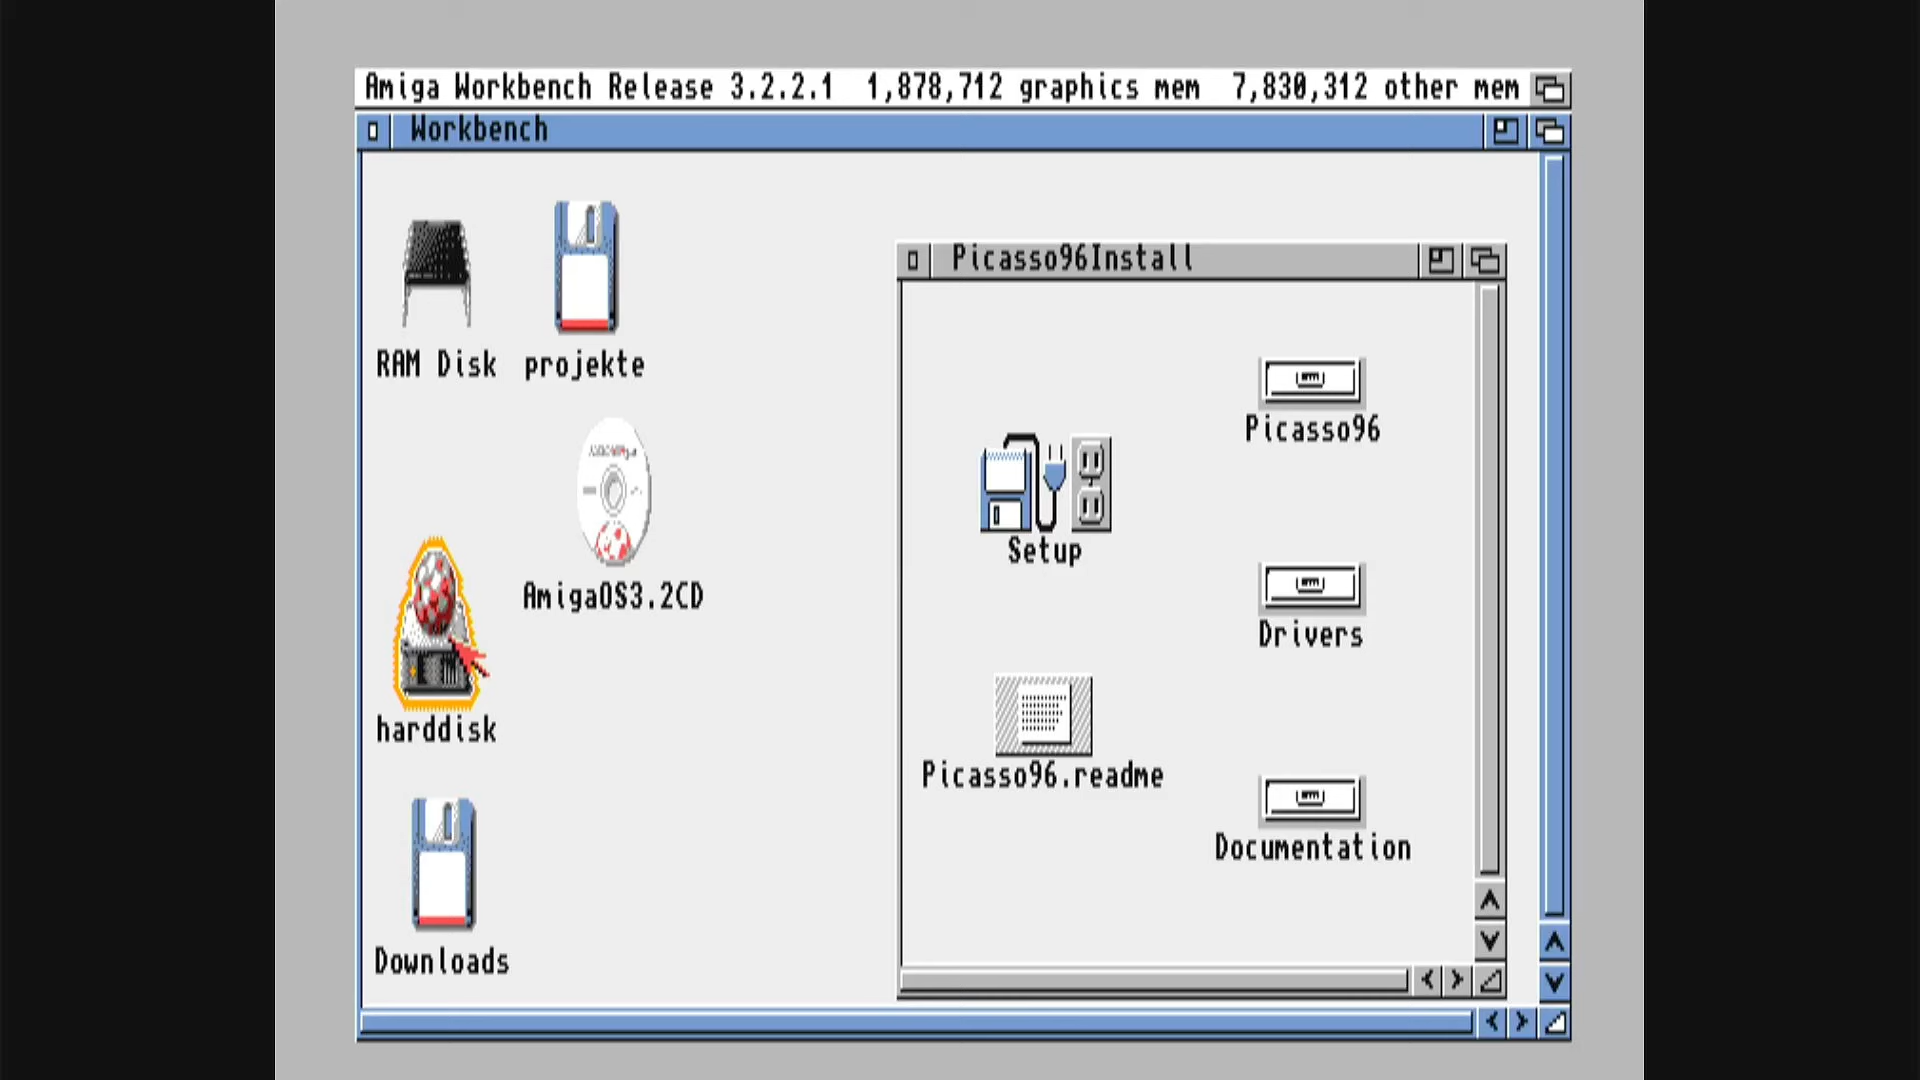 Amiga Workbench Release 3.2.2.1  1,878,712 graphics mem  7,830,312 other mem
Workbench
Picasso96Install
RAM Disk
projekte
Picasso96
Setup
AmigaOS3.2CD
Drivers
harddisk
Picasso96.readme
Documentation
Downloads